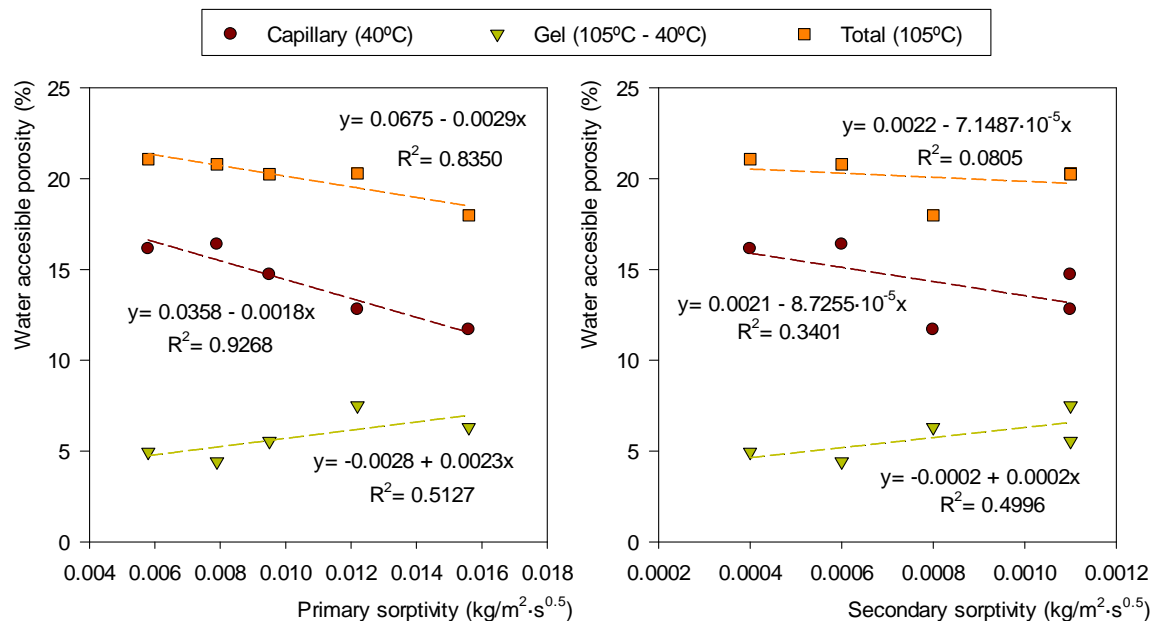 Capillary (40ºC) Gel (105ºC - 40ºC) Total (105ºC)
Water accesible porosity (%)
25
20
15
10
5
0
y= 0.0675 - 0.0029x
R²= 0.8350
y= 0.0358 - 0.0018x
R²= 0.9268
y= -0.0028 + 0.0023x
R²= 0.5127
0.004 0.006 0.008 0.010 0.012 0.014 0.016 0.018
Primary sorptivity (kg/m²·s⁰·⁵)
Water accesible porosity (%)
25
20
15
10
5
0
y= 0.0022 - 7.1487·10⁻⁵x
R²= 0.0805
y= 0.0021 - 8.7255·10⁻⁵x
R²= 0.3401
y= -0.0002 + 0.0002x
R²= 0.4996
0.0002 0.0004 0.0006 0.0008 0.0010 0.0012
Secondary sorptivity (kg/m²·s⁰·⁵)